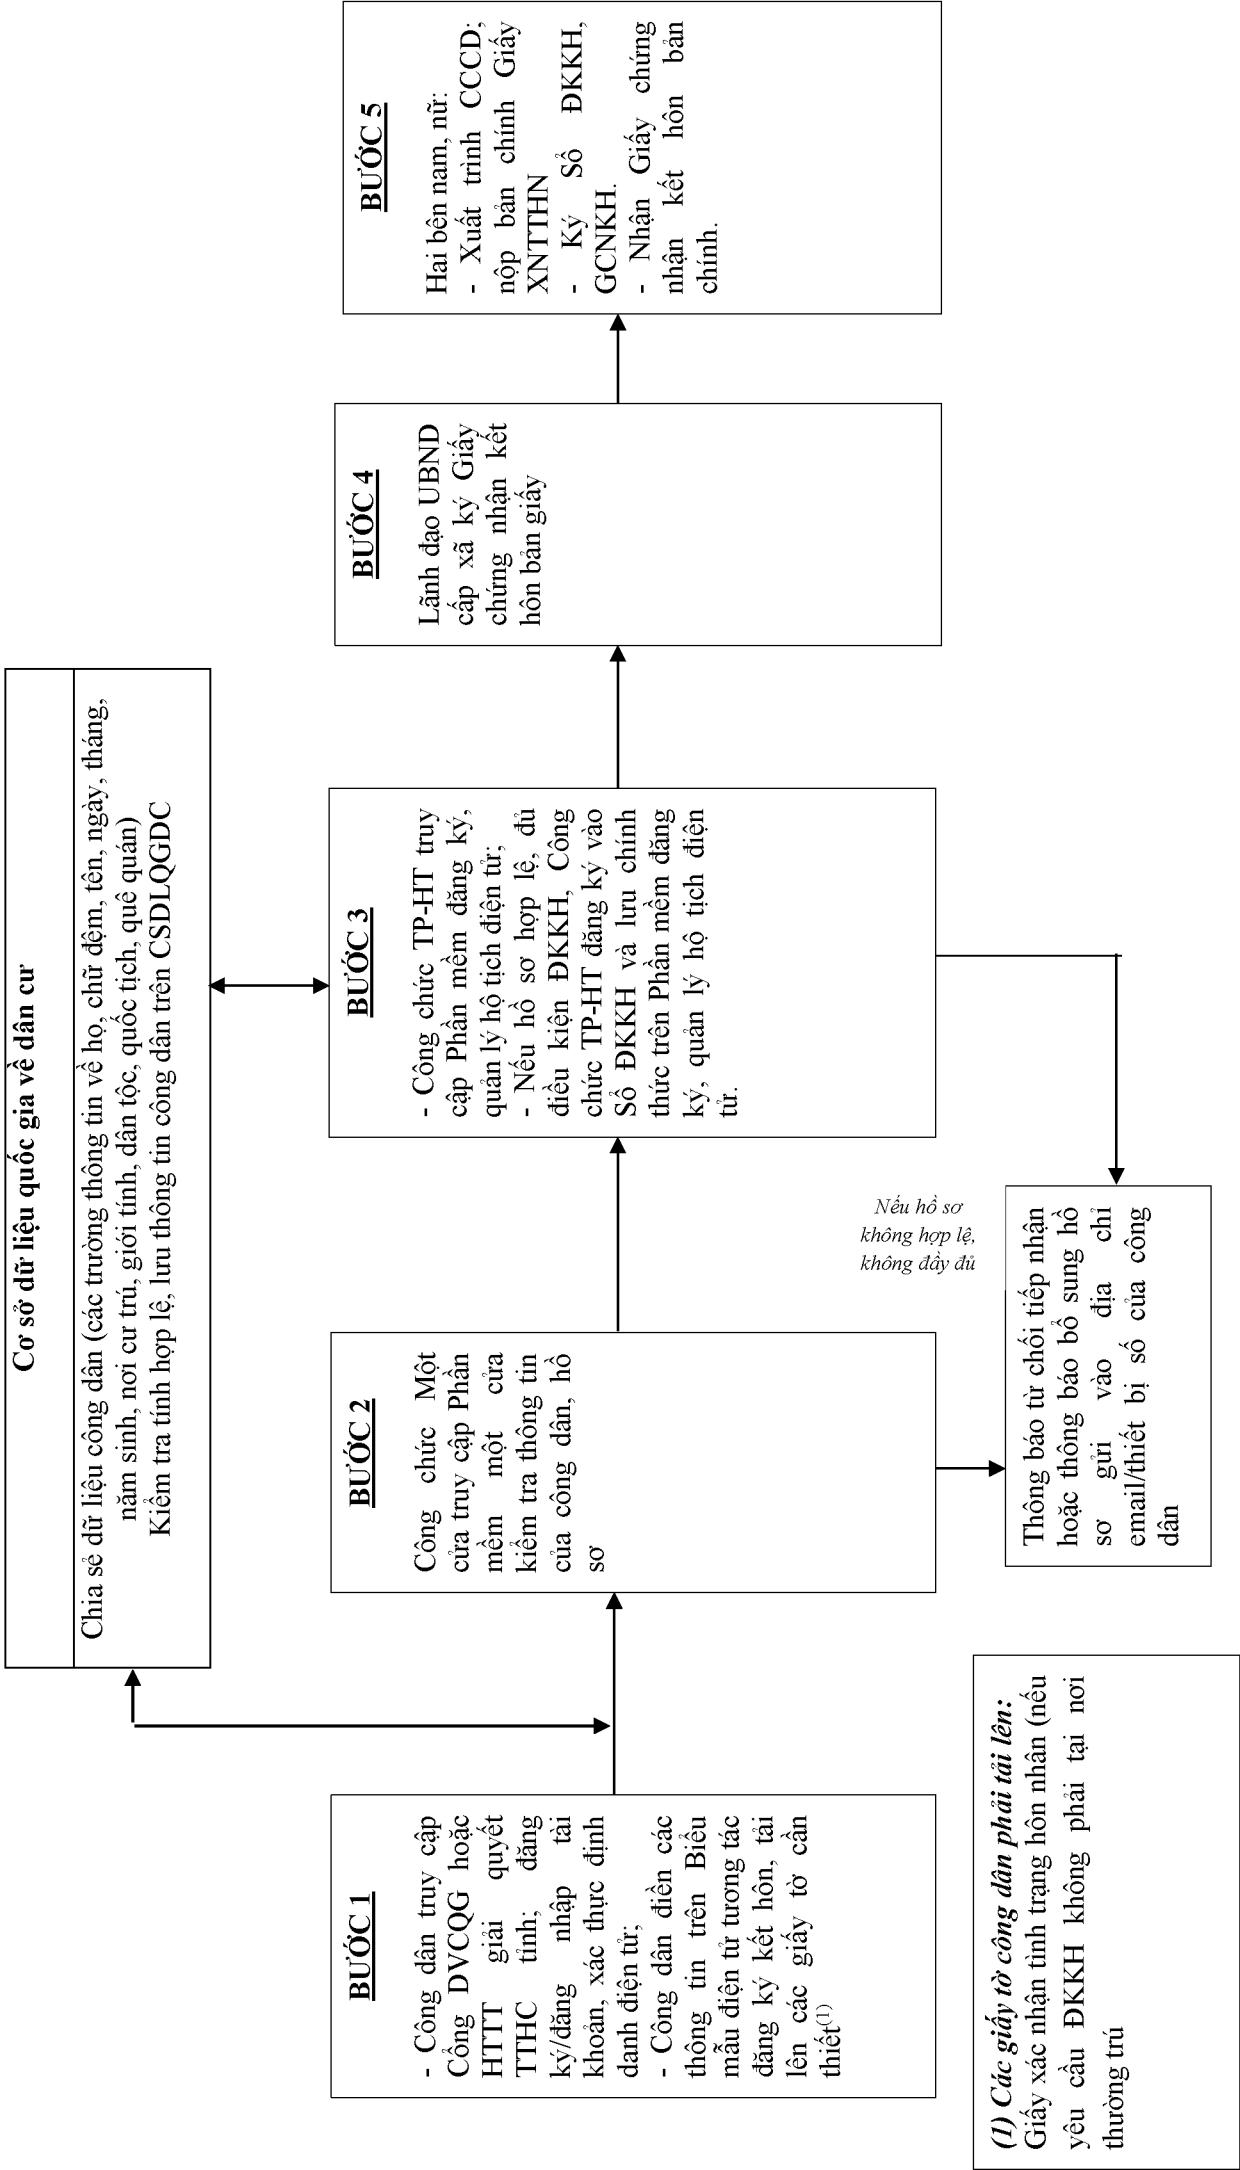 Cơ sở dữ liệu quốc gia về dân cư
Chia sẻ dữ liệu công dân (các trường thông tin về họ, chữ đệm, tên, ngày, tháng,
năm sinh, nơi cư trú, giới tính, dân tộc, quốc tịch, quê quán)
Kiểm tra tính hợp lệ, lưu thông tin công dân trên CSDLQGDC
BƯỚC 1
- Công dân truy cập
Cổng DVCQG hoặc
HTTT giải quyết
TTHC tỉnh; đăng
ký/đăng nhập tài
khoản, xác thực định
danh điện tử;
- Công dân điền các
thông tin trên Biểu
mẫu điện tử tương tác
đăng ký kết hôn, tải
lên các giấy tờ cần
thiết(1)
BƯỚC 2
Công chức Một
cửa truy cập Phần
mềm một cửa
kiểm tra thông tin
của công dân, hồ
sơ
BƯỚC 3
- Công chức TP-HT truy
cập Phần mềm đăng ký,
quản lý hộ tịch điện tử;
- Nếu hồ sơ hợp lệ, đủ
điều kiện ĐKKH, Công
chức TP-HT đăng ký vào
Sổ ĐKKH và lưu chính
thức trên Phần mềm đăng
ký, quản lý hộ tịch điện
tử.
BƯỚC 4
Lãnh đạo UBND
cấp xã ký Giấy
chứng nhận kết
hôn bản giấy
BƯỚC 5
Hai bên nam, nữ:
- Xuất trình CCCD;
nộp bản chính Giấy
XNTTHN
- Ký Sổ ĐKKH,
GCNKH.
- Nhận Giấy chứng
nhận kết hôn bản
chính.
Nếu hồ sơ
không hợp lệ,
không đầy đủ
Thông báo từ chối tiếp nhận
hoặc thông báo bổ sung hồ
sơ gửi vào địa chỉ
email/thiết bị số của công
dân
(1) Các giấy tờ công dân phải tải lên:
Giấy xác nhận tình trạng hôn nhân (nếu
yêu cầu ĐKKH không phải tại nơi
thường trú